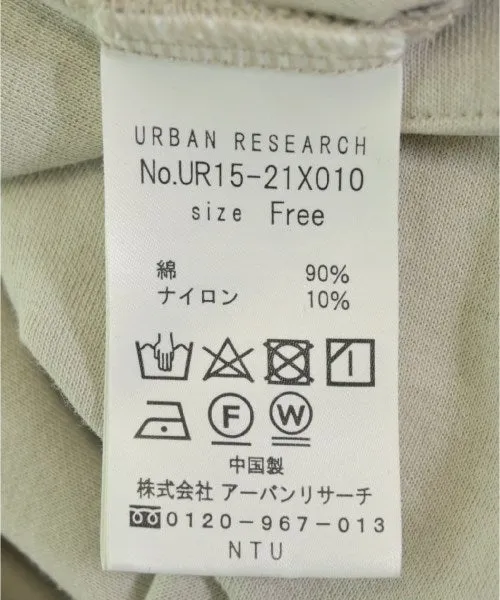 URBAN RESEARCH
No.UR15-21X010
size Free
綿 90%
ナイロン 10%
F W
中国製
株式会社 アーバンリサーチ
0120-967-013
NTU